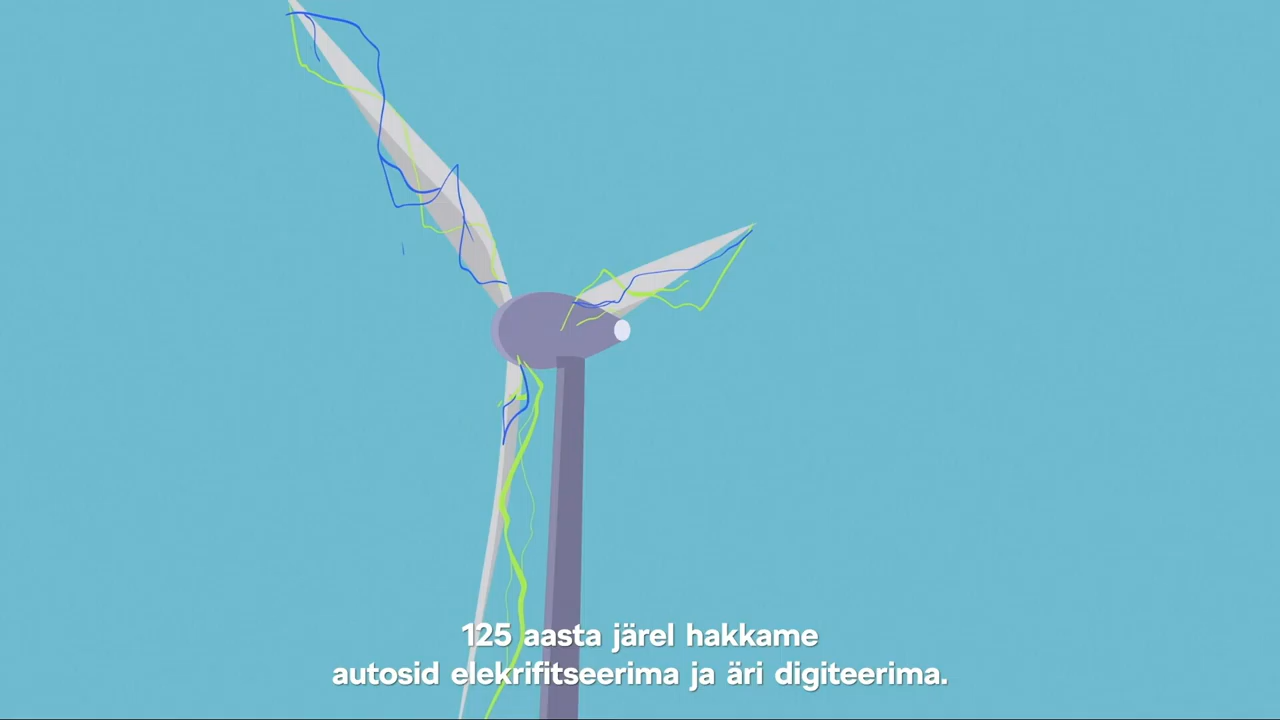 125 aasta järel hakkame
autosid elekrifitseerima ja äri digiteerima.